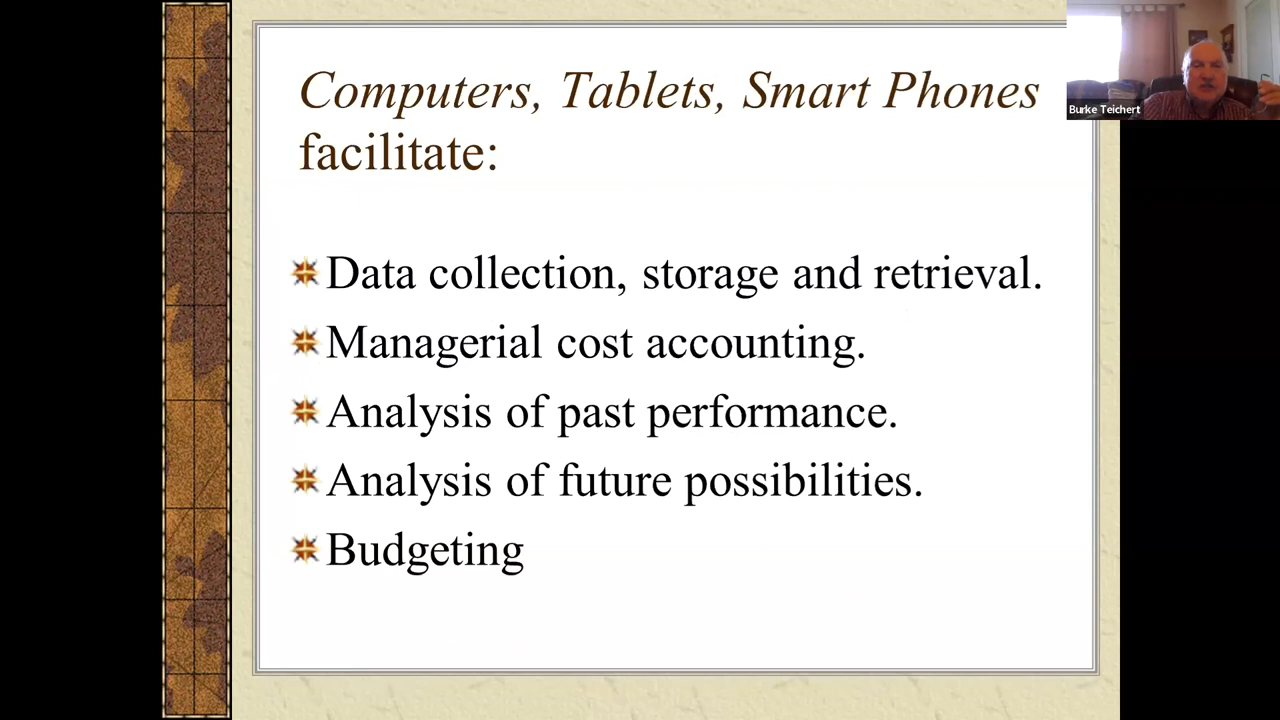 Computers, Tablets, Smart Phones
facilitate:
Data collection, storage and retrieval.
Managerial cost accounting.
Analysis of past performance.
Analysis of future possibilities.
Budgeting
Burke Teichert